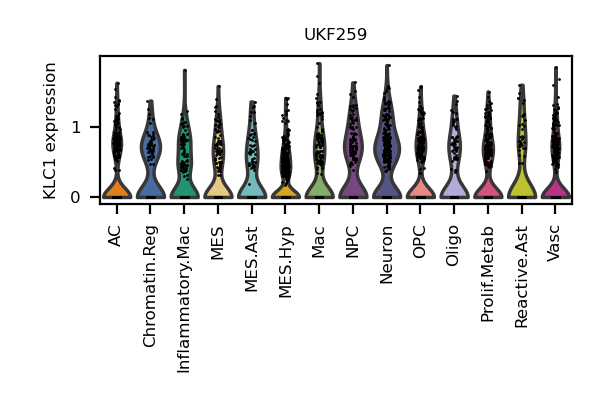 UKF259
KLC1 expression
1
0
AC
Chromatin.Reg
Inflammatory.Mac
MES
MES.Ast
MES.Hyp
Mac
NPC
Neuron
OPC
Oligo
Prolif.Metab
Reactive.Ast
Vasc